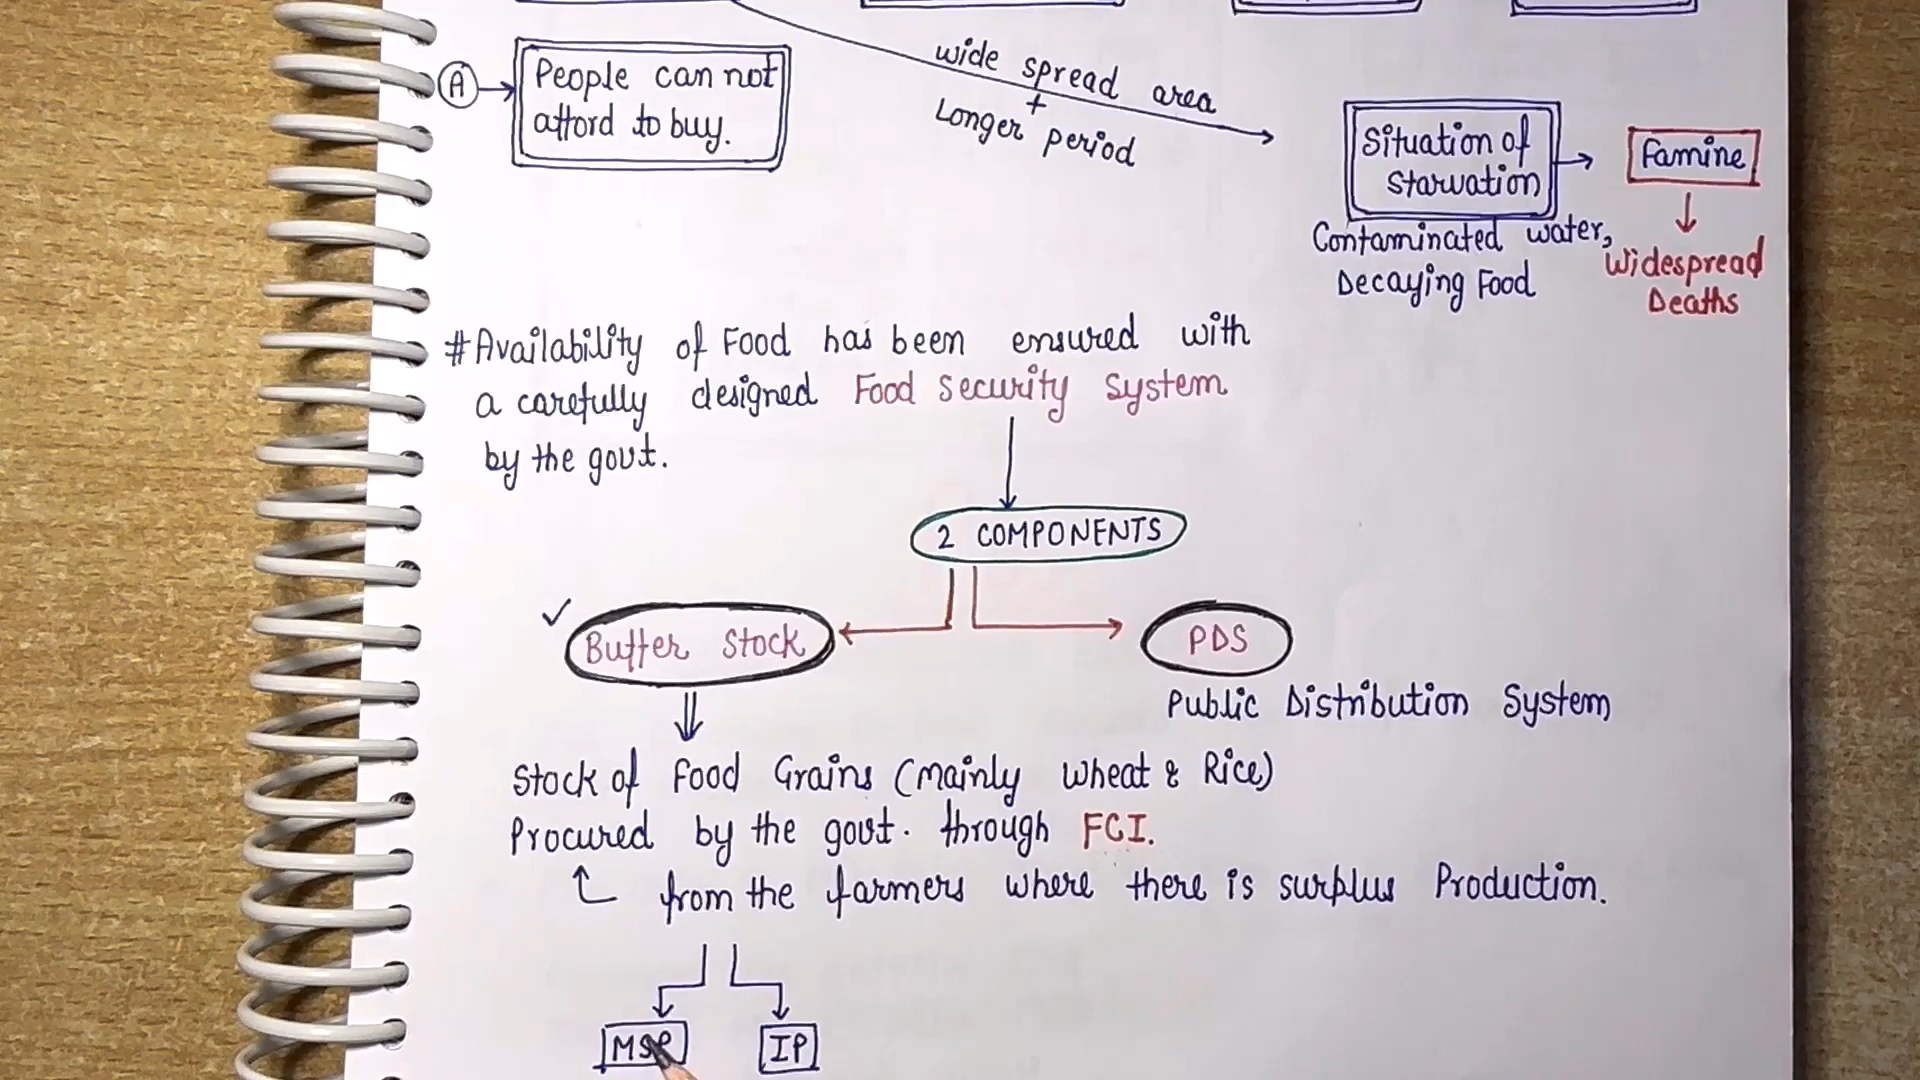 A
People can not
afford to buy.
wide spread area
+
Longer period
Situation of
Starvation
Famine
Contaminated water,
Decaying Food
Widespread
Deaths
#Availability of Food has been ensured with
a carefully designed Food Security System
by the govt.
2 COMPONENTS
Buffer Stock
PDS
Public Distribution System
Stock of Food Grains (Mainly Wheat & Rice)
Procured by the govt. through FCI.
from the farmers where there is surplus Production.
MSP
IP